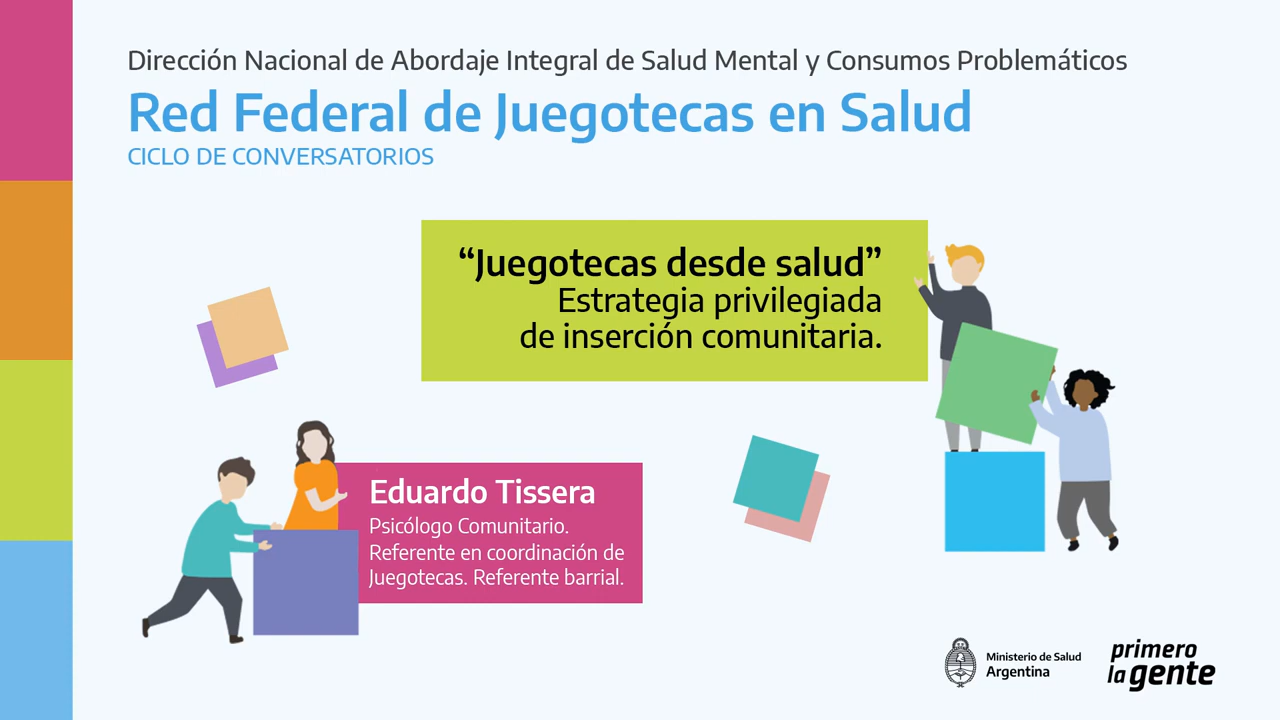 Dirección Nacional de Abordaje Integral de Salud Mental y Consumos Problemáticos
Red Federal de Juegotecas en Salud
CICLO DE CONVERSATORIOS
“Juegotecas desde salud”
Estrategia privilegiada
de inserción comunitaria.
Eduardo Tissera
Psicólogo Comunitario.
Referente en coordinación de
Juegotecas. Referente barrial.
Ministerio de Salud
Argentina
primero
la gente